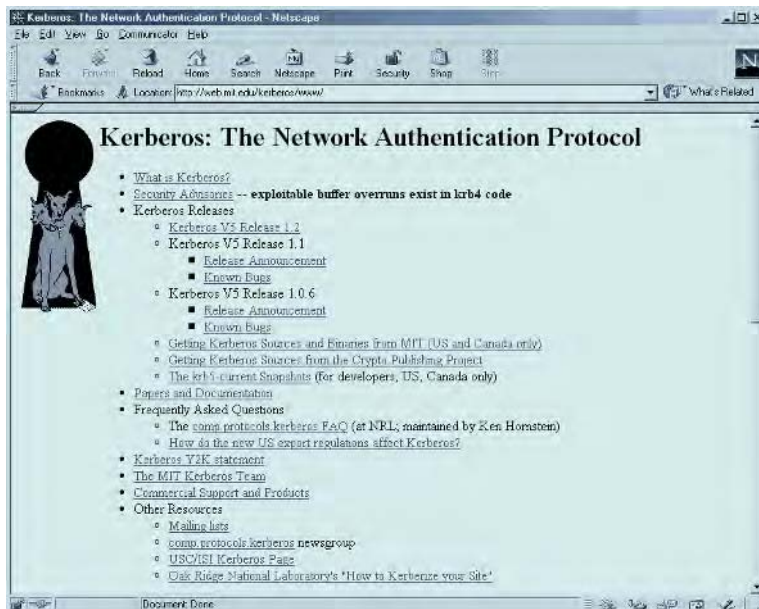 Kerberos: The Network Authentication Protocol - Netscape
File Edit View Go Communicator Help
Back Forward Reload Home Search Netscape Print Security Shop Stop
Bookmarks Location: http://web.mit.edu/kerberos/www/ What's Related
Kerberos: The Network Authentication Protocol
What is Kerberos?
Security Advisories -- exploitable buffer overruns exist in krb4 code
Kerberos Releases
Kerberos V5 Release 1.2
Kerberos V5 Release 1.1
Release Announcement
Known Bugs
Kerberos V5 Release 1.0.6
Release Announcement
Known Bugs
Getting Kerberos Sources and Binaries from MIT (US and Canada only)
Getting Kerberos Sources from the Crypto Publishing Project
The krb5-current Snapshots (for developers, US, Canada only)
Papers and Documentation
Frequently Asked Questions
The comp.protocols.kerberos FAQ (at NRL; maintained by Ken Hornstein)
How do the new US export regulations affect Kerberos?
Kerberos Y2K statement
The MIT Kerberos Team
Commercial Support and Products
Other Resources
Mailing lists
comp.protocols.kerberos newsgroup
USC/ISI Kerberos Page
Oak Ridge National Laboratory's "How to Kerberize your Site"
Document: Done